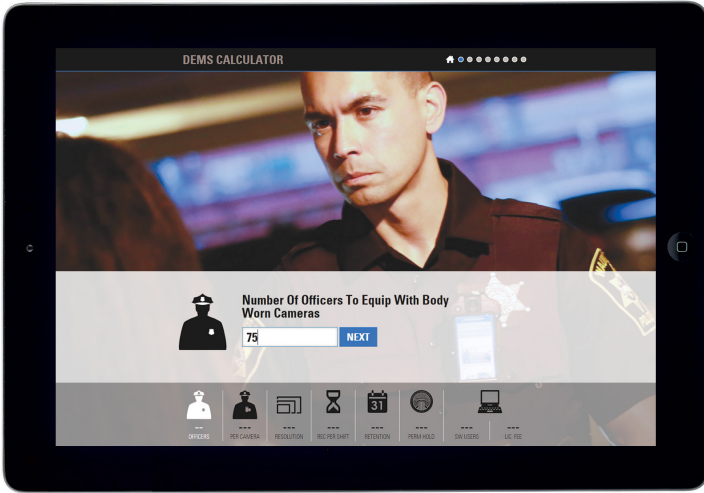 DEMS CALCULATOR
Number Of Officers To Equip With Body
Worn Cameras
75
NEXT
31
--- --- --- --- --- --- --- ---
OFFICERS PER CAMERA RESOLUTION REC PER SHIFT RETENTION PERM HOLD SW USERS LIC. FEE